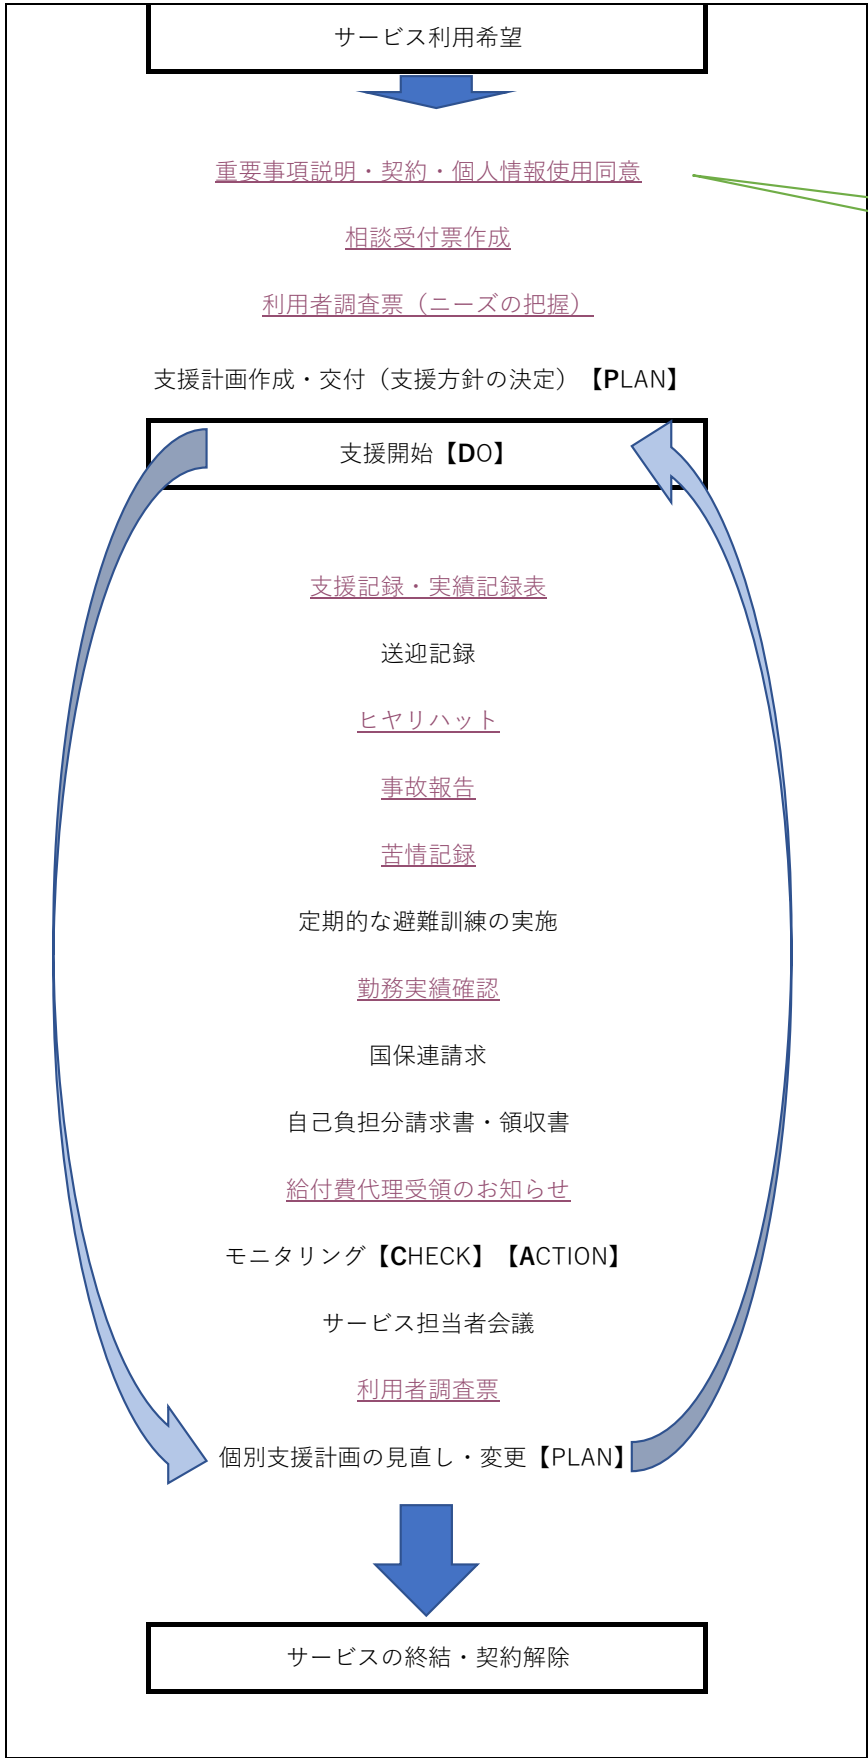 サービス利用希望
重要事項説明・契約・個人情報使用同意
相談受付票作成
利用者調査票（ニーズの把握）
支援計画作成・交付（支援方針の決定）【PLAN】
支援開始【DO】
支援記録・実績記録表
送迎記録
ヒヤリハット
事故報告
苦情記録
定期的な避難訓練の実施
勤務実績確認
国保連請求
自己負担分請求書・領収書
給付費代理受領のお知らせ
モニタリング【CHECK】【ACTION】
サービス担当者会議
利用者調査票
個別支援計画の見直し・変更【PLAN】
サービスの終結・契約解除